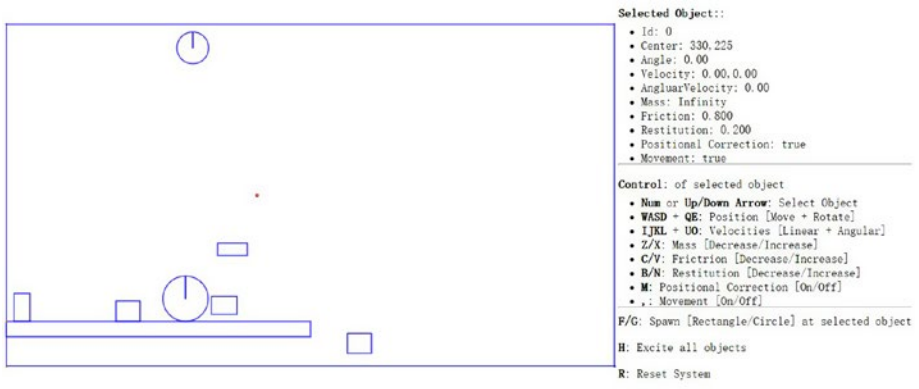 Selected Object::
• Id: 0
• Center: 330,225
• Angle: 0.00
• Velocity: 0.00,0.00
• AngluarVelocity: 0.00
• Mass: Infinity
• Friction: 0.800
• Restitution: 0.200
• Positional Correction: true
• Movement: true
Control: of selected object
• Num or Up/Down Arrow: Select Object
• WASD + QE: Position [Move + Rotate]
• IJKL + UO: Velocities [Linear + Angular]
• Z/X: Mass [Decrease/Increase]
• C/V: Frictrion [Decrease/Increase]
• B/N: Restitution [Decrease/Increase]
• M: Positional Correction [On/Off]
• ,: Movement [On/Off]
F/G: Spawn [Rectangle/Circle] at selected object
H: Excite all objects
R: Reset System